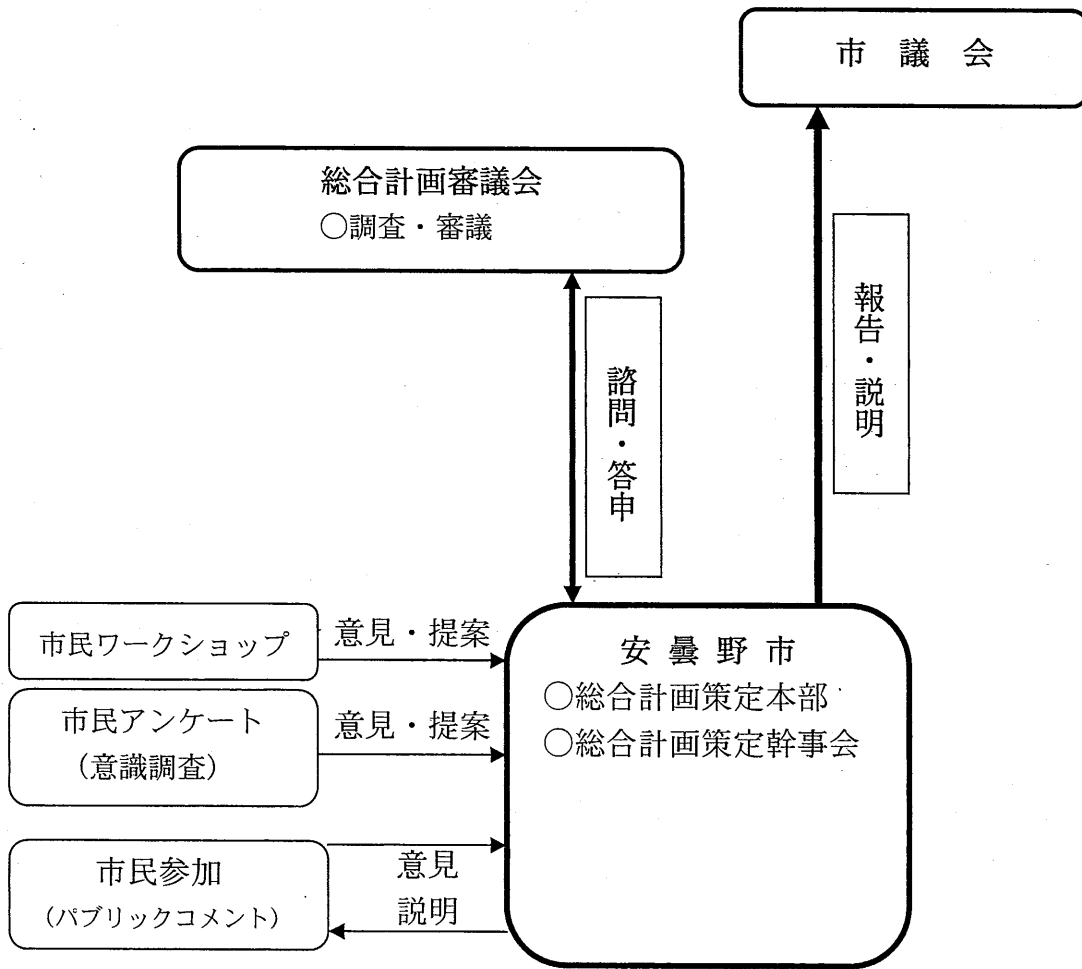 市議会
総合計画審議会
○調査・審議
報告・説明
諮問・答申
市民ワークショップ
意見・提案
市民アンケート
(意識調査)
意見・提案
市民参加
(パブリックコメント)
意見
説明
安曇野市
○総合計画策定本部
○総合計画策定幹事会